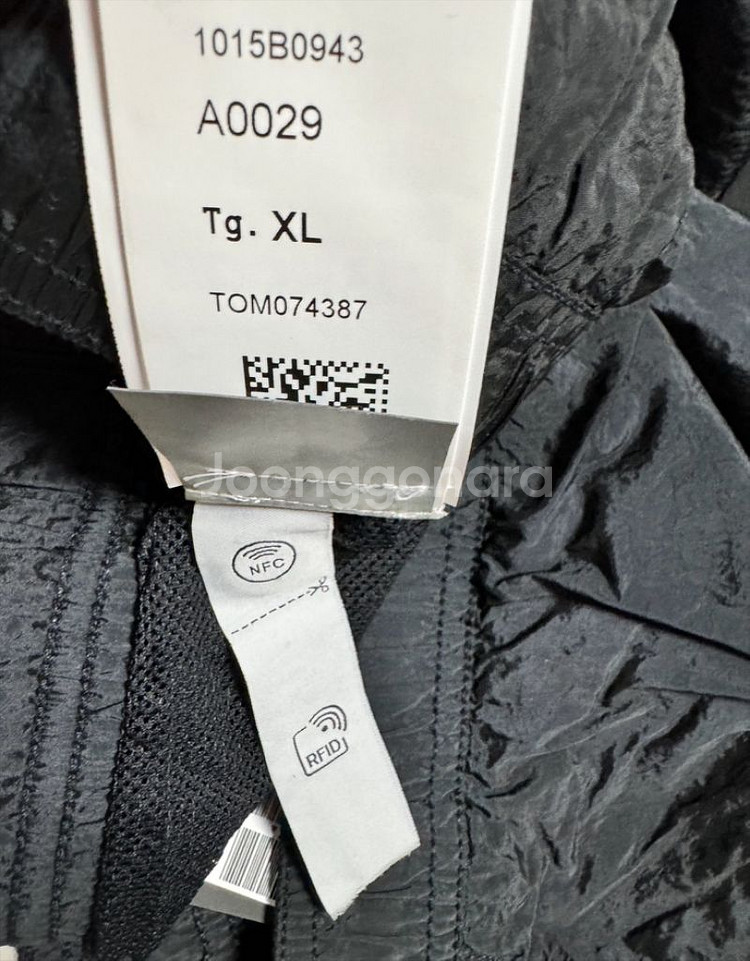 1015B0943
A0029
Tg. XL
TOM074387
Joonggonara
NFC
RFID